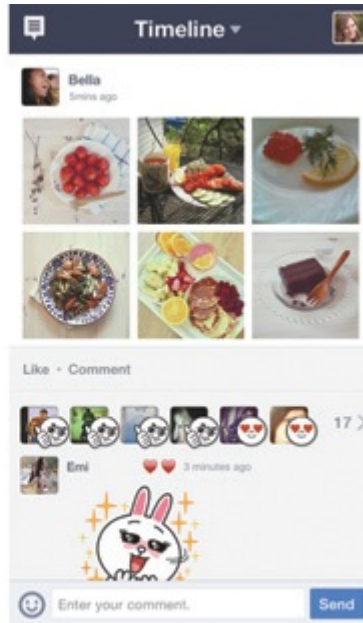 Timeline
Bella
5mins ago
Like • Comment
17
Emi 3 minutes ago
Enter your comment.
Send